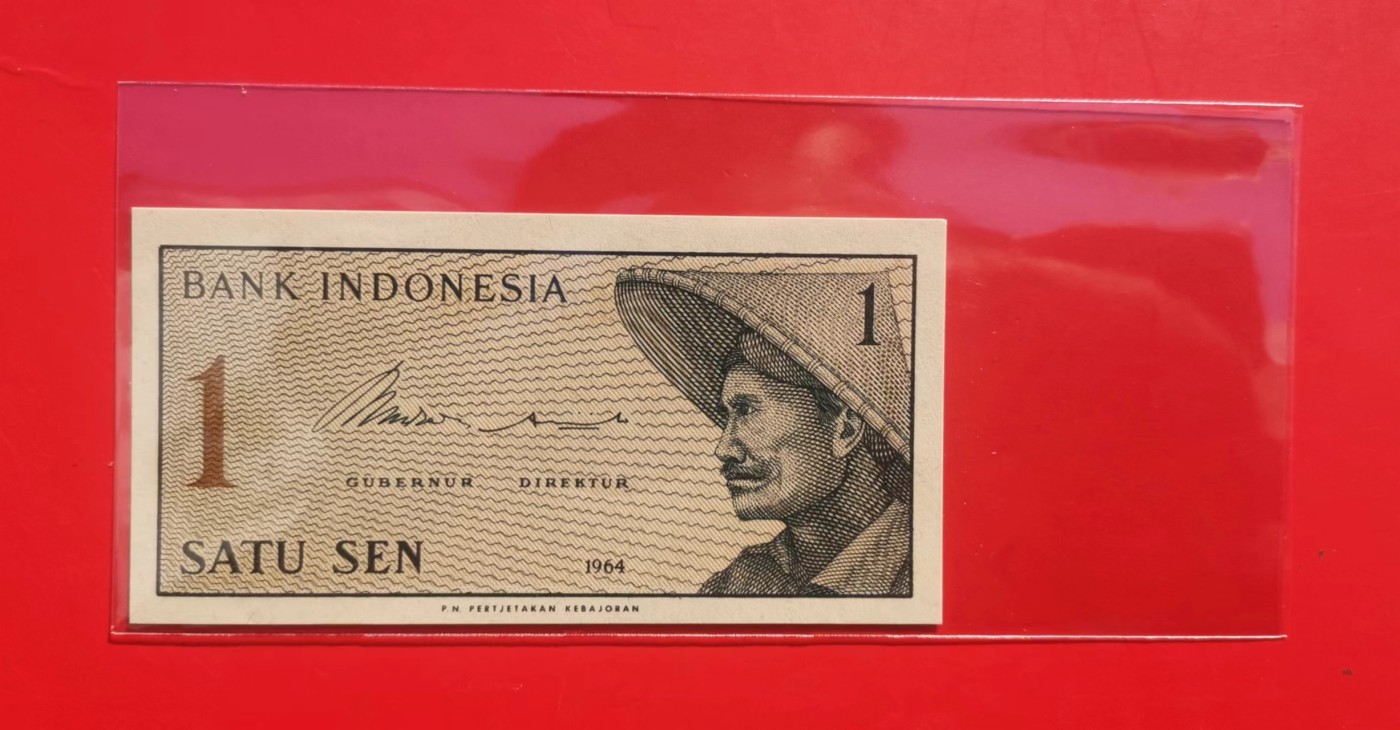 BANK INDONESIA
1
1
GUBERNUR DIREKTUR
SATU SEN
1964
P.N. PERTJETAKAN KEBAJORAN